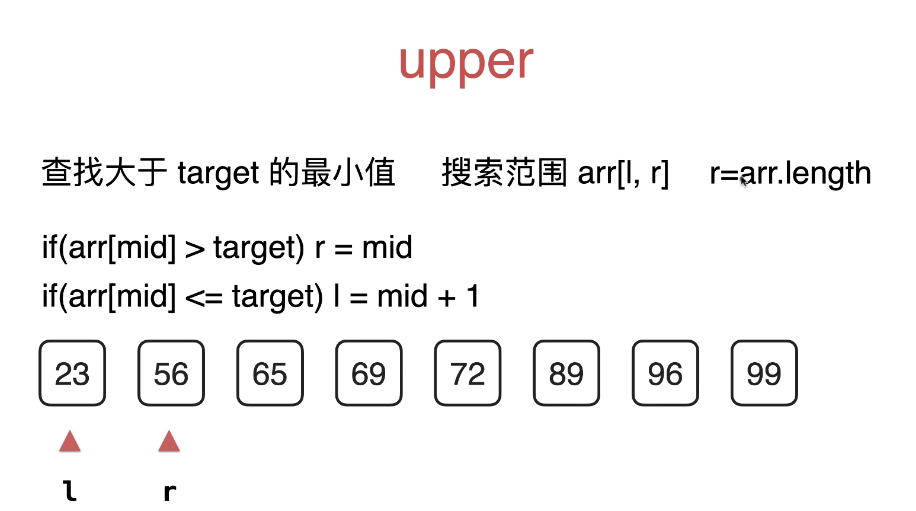 upper
查找大于 target 的最小值 搜索范围 arr[l, r] r=arr.length
if(arr[mid] > target) r = mid
if(arr[mid] <= target) l = mid + 1
23 56 65 69 72 89 96 99
l r